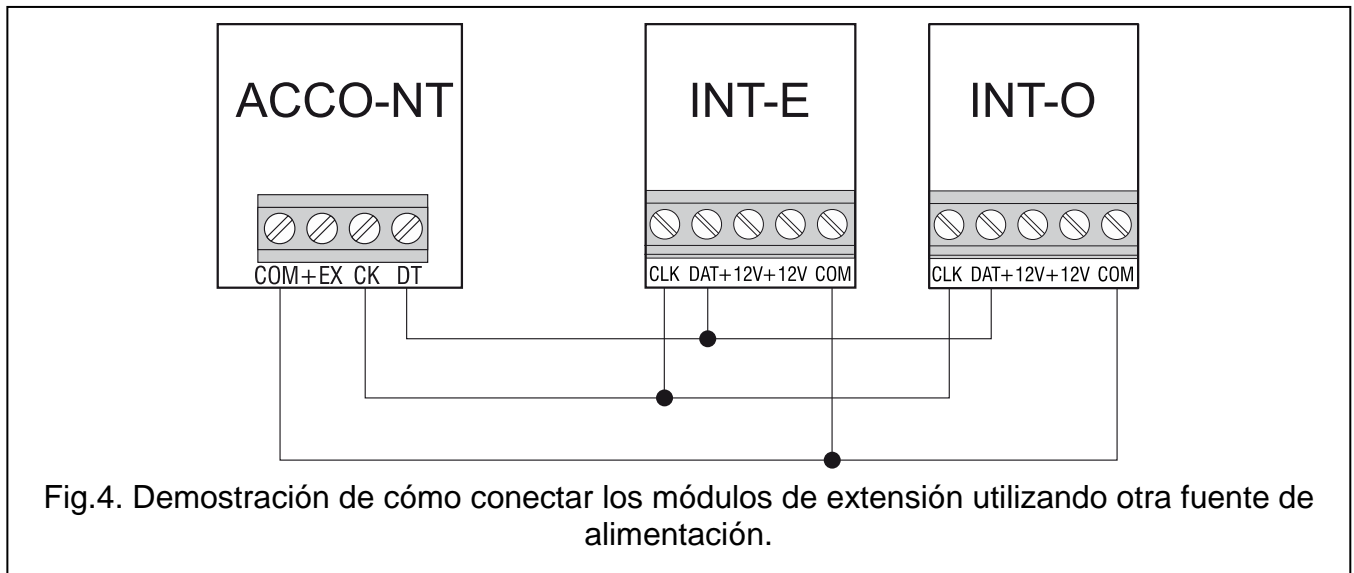 ACCO-NT
INT-E
INT-O
COM+EX CK DT
CLK DAT+12V+12V COM
CLK DAT+12V+12V COM
Fig.4. Demostración de cómo conectar los módulos de extensión utilizando otra fuente de
alimentación.